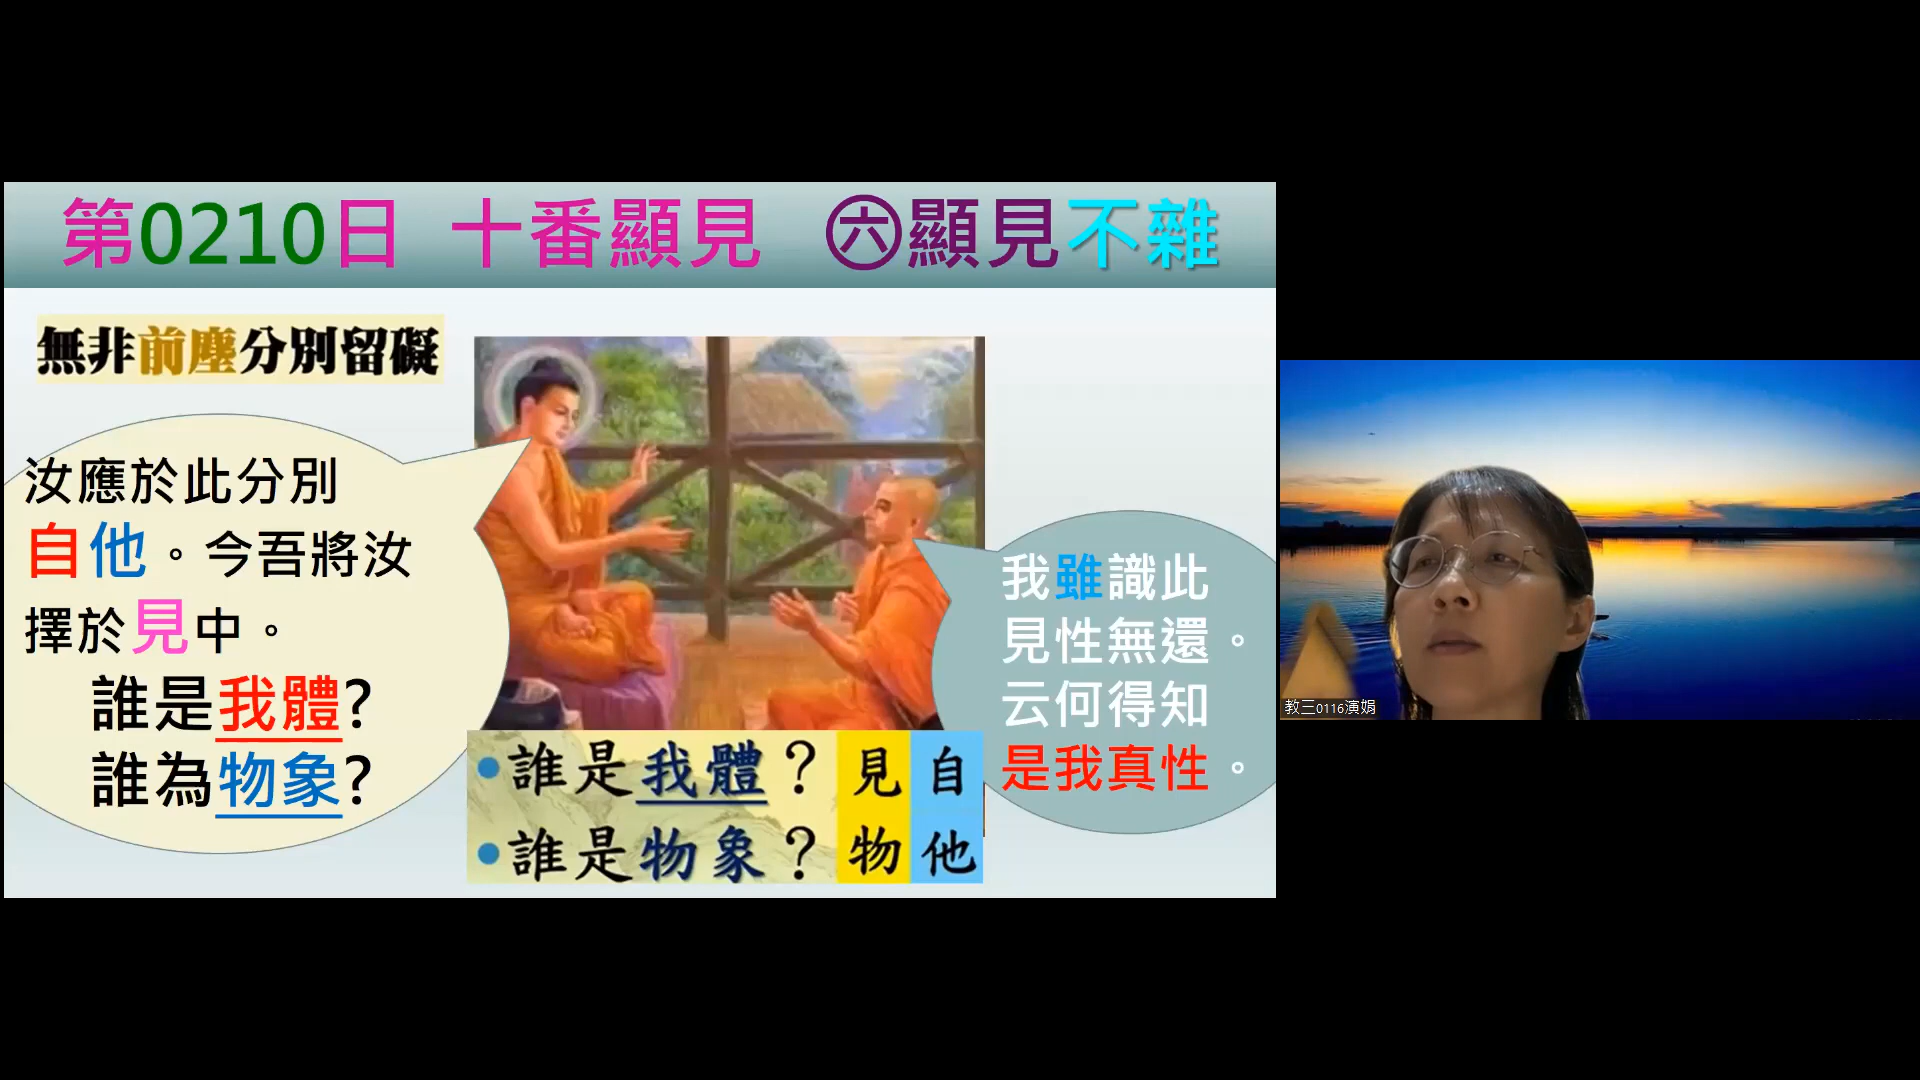 第0210日 十番顯見 ㊅顯見不雜
無非前塵分別留礙
汝應於此分別
自他。今吾將汝
擇於見中。
誰是我體?
誰為物象?
我雖識此
見性無還。
云何得知
是我真性。
•誰是我體？ 見 自
•誰是物象？ 物 他
教三0116演娟